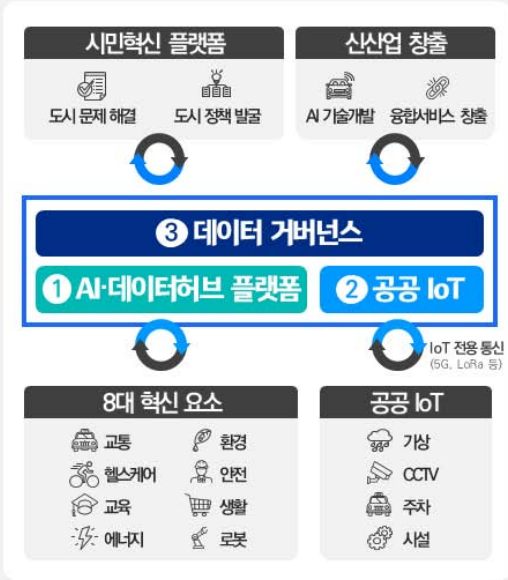 시민혁신 플랫폼
신산업 창출
도시 문제 해결
도시 정책 발굴
AI 기술개발
융합서비스 창출
③ 데이터 거버넌스
① AI·데이터허브 플랫폼
② 공공 IoT
IoT 전용 통신
(5G, LoRa 등)
8대 혁신 요소
공공 IoT
교통
환경
헬스케어
안전
교육
생활
에너지
로봇
기상
CCTV
주차
시설